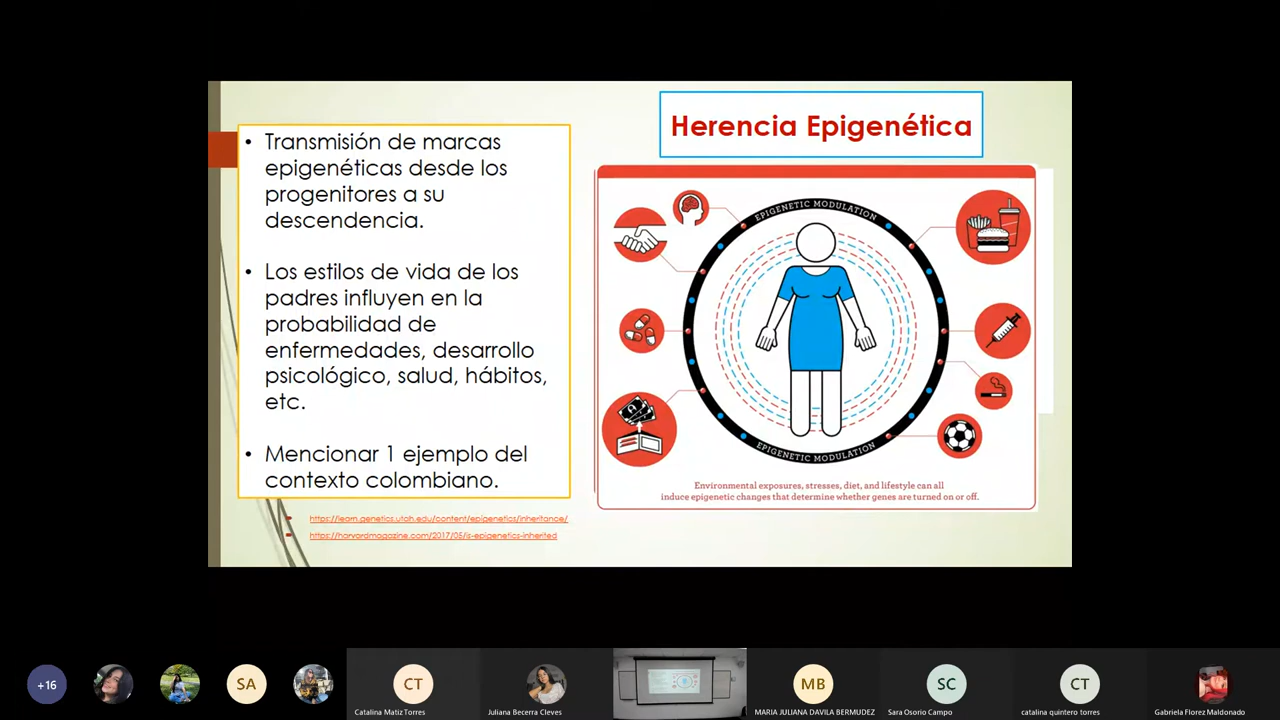 Herencia Epigenética
• Transmisión de marcas
epigenéticas desde los
progenitores a su
descendencia.
• Los estilos de vida de los
padres influyen en la
probabilidad de
enfermedades, desarrollo
psicológico, salud, hábitos,
etc.
• Mencionar 1 ejemplo del
contexto colombiano.
https://learn.genetics.utah.edu/content/epigenetics/inheritance/
https://harvardmagazine.com/2017/05/is-epigenetics-inherited
EPIGENETIC MODULATION
EPIGENETIC MODULATION
Environmental exposures, stresses, diet, and lifestyle can all
induce epigenetic changes that determine whether genes are turned on or off.
+16
SA
CT
Catalina Matiz Torres
Juliana Becerra Cleves
MB
MARIA JULIANA DAVILA BERMUDEZ
SC
Sara Osorio Campo
CT
catalina quintero torres
Gabriela Florez Maldonado